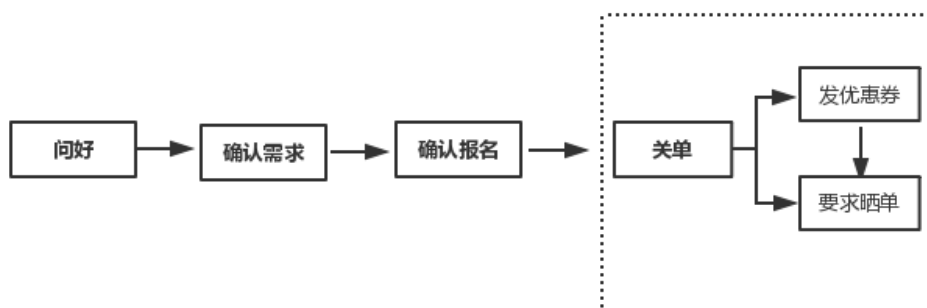 问好
确认需求
确认报名
关单
发优惠券
要求晒单